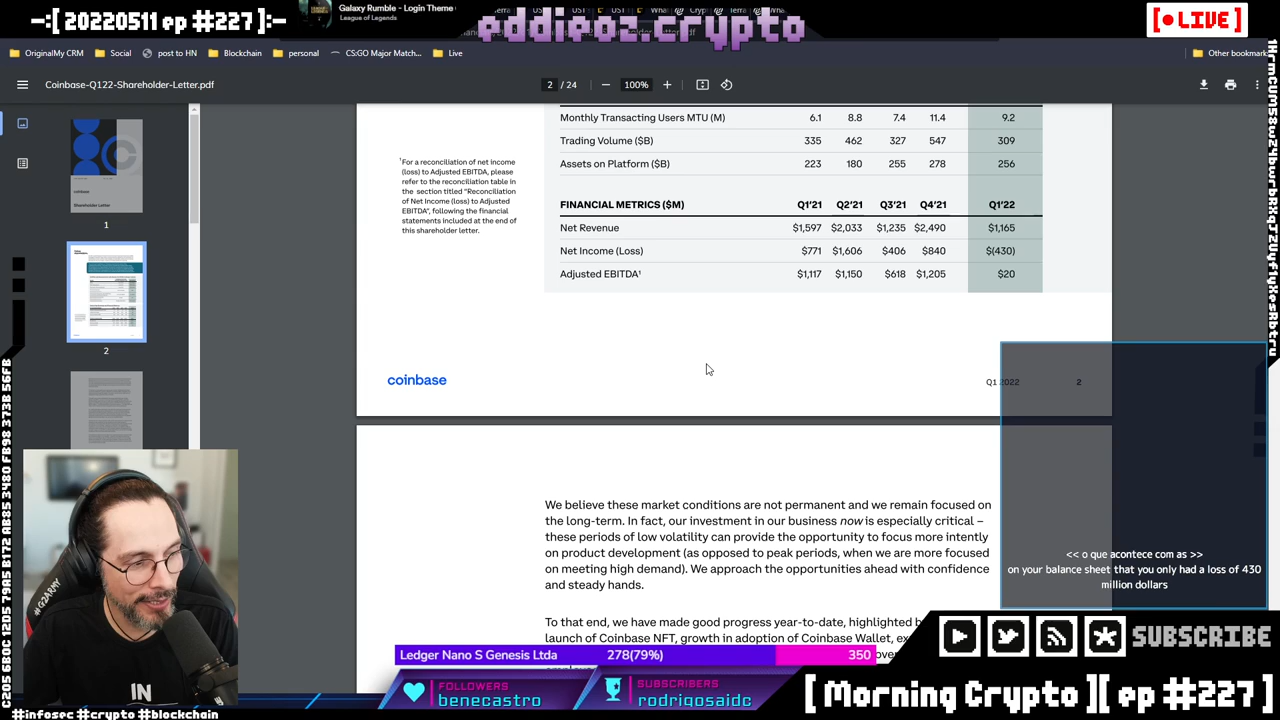 -:[ 20220511 ep #227 ]:-
Galaxy Rumble - Login Theme
League of Legends
eddieoz.crypto
[ ● LIVE ]
OriginalMy CRM
Social
post to HN
Blockchain
personal
CS:GO Major Match...
Live
Other bookmark
Coinbase-Q122-Shareholder-Letter.pdf
2 / 24
100%
coinbase
Shareholder Letter
1
2
¹For a reconciliation of net income
(loss) to Adjusted EBITDA, please
refer to the reconciliation table in
the section titled “Reconciliation
of Net Income (loss) to Adjusted
EBITDA”, following the financial
statements included at the end of
this shareholder letter.
Monthly Transacting Users MTU (M) 6.1 8.8 7.4 11.4 9.2
Trading Volume ($B) 335 462 327 547 309
Assets on Platform ($B) 223 180 255 278 256
FINANCIAL METRICS ($M) Q1'21 Q2'21 Q3'21 Q4'21 Q1'22
Net Revenue $1,597 $2,033 $1,235 $2,490 $1,165
Net Income (Loss) $771 $1,606 $406 $840 $(430)
Adjusted EBITDA¹ $1,117 $1,150 $618 $1,205 $20
coinbase
Q1 2022 2
We believe these market conditions are not permanent and we remain focused on
the long-term. In fact, our investment in our business now is especially critical –
these periods of low volatility can provide the opportunity to focus more intently
on product development (as opposed to peak periods, when we are more focused
on meeting high demand). We approach the opportunities ahead with confidence
and steady hands.
To that end, we have made good progress year-to-date, highlighted b
launch of Coinbase NFT, growth in adoption of Coinbase Wallet, ex
<< o que acontece com as >>
on your balance sheet that you only had a loss of 430
million dollars
Ledger Nano S Genesis Ltda 278(79%) 350
FOLLOWERS
benecastro
SUBSCRIBERS
rodrigosaidc
SUBSCRIBE
[ Morning Crypto ][ ep #227 ]
#GZARNY
IN
#infosec #crypto #blockchain